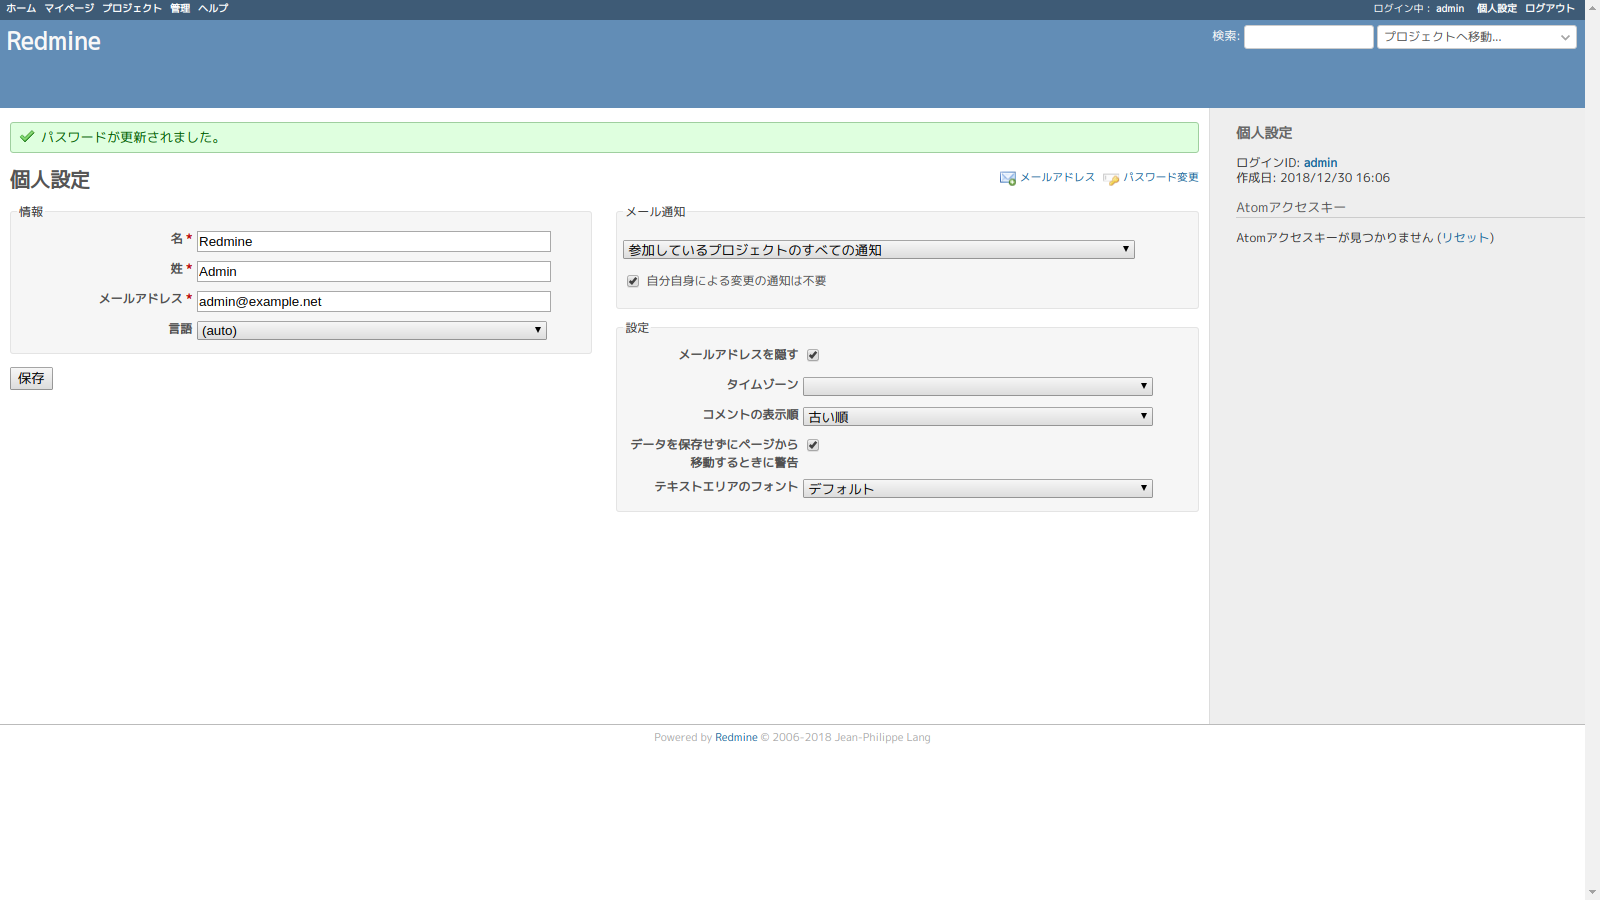 ホーム マイページ プロジェクト 管理 ヘルプ
ログイン中 : admin 個人設定 ログアウト
Redmine
検索: プロジェクトへ移動...
パスワードが更新されました。
個人設定
メールアドレス パスワード変更
情報
名 * Redmine
姓 * Admin
メールアドレス * admin@example.net
言語 (auto)
保存
メール通知
参加しているプロジェクトのすべての通知
自分自身による変更の通知は不要
設定
メールアドレスを隠す
タイムゾーン
コメントの表示順 古い順
データを保存せずにページから
移動するときに警告
テキストエリアのフォント デフォルト
個人設定
ログインID: admin
作成日: 2018/12/30 16:06
Atomアクセスキー
Atomアクセスキーが見つかりません (リセット)
Powered by Redmine © 2006-2018 Jean-Philippe Lang